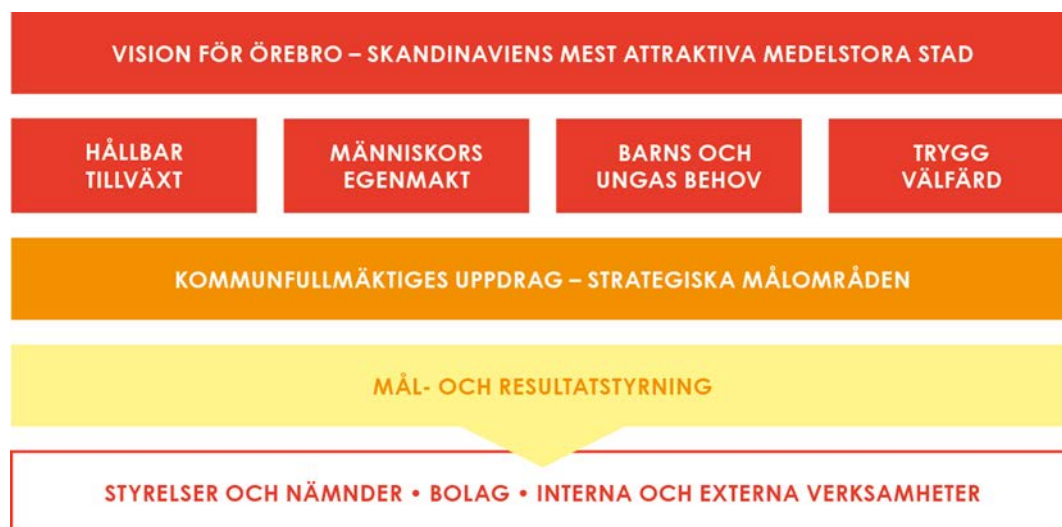 VISION FÖR ÖREBRO – SKANDINAVIENS MEST ATTRAKTIVA MEDELSTORA STAD
HÅLLBAR
TILLVÄXT
MÄNNISKORS
EGENMAKT
BARNS OCH
UNGAS BEHOV
TRYGG
VÄLFÄRD
KOMMUNFULLMÄKTIGES UPPDRAG – STRATEGISKA MÅLOMRÅDEN
MÅL- OCH RESULTATSTYRNING
STYRELSER OCH NÄMNDER • BOLAG • INTERNA OCH EXTERNA VERKSAMHETER